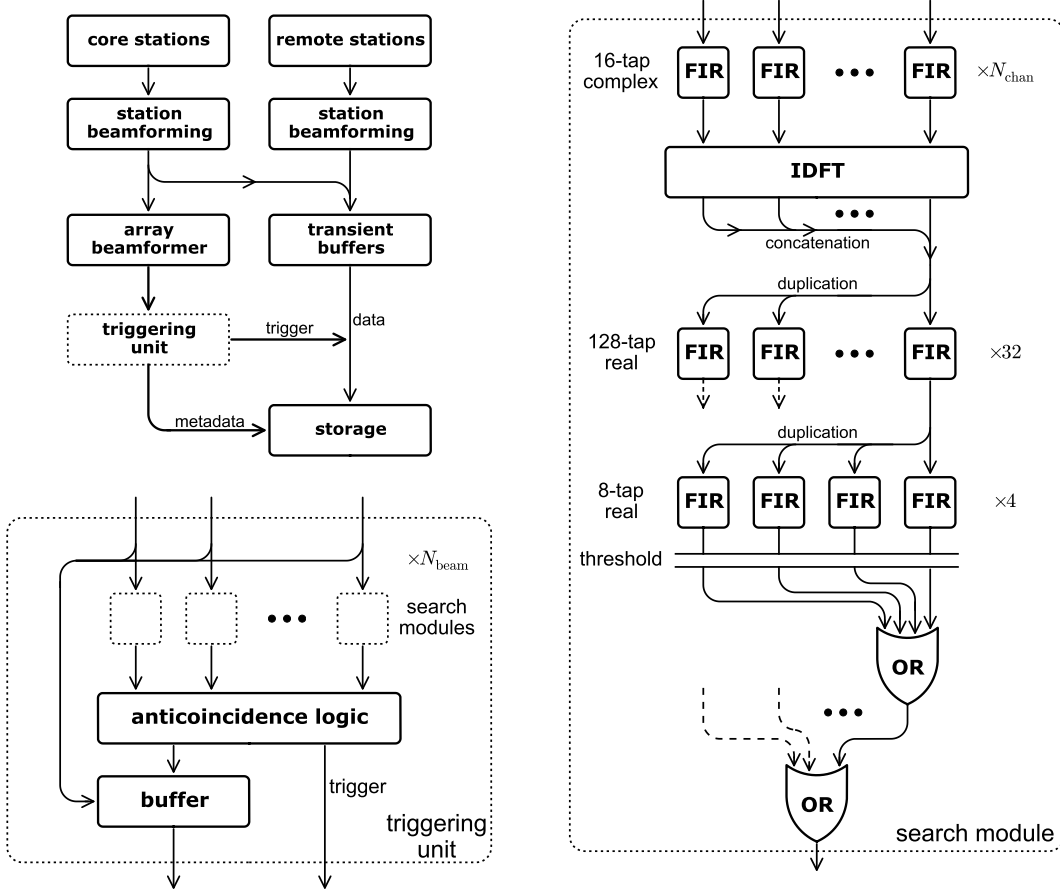 core stations
remote stations
station
beamforming
station
beamforming
array
beamformer
transient
buffers
triggering
unit
trigger
data
metadata
storage
×N_beam
search
modules
anticoincidence logic
buffer
trigger
triggering
unit
16-tap
complex
FIR
FIR
FIR
×N_chan
IDFT
concatenation
duplication
128-tap
real
FIR
FIR
FIR
×32
duplication
8-tap
real
FIR
FIR
FIR
FIR
×4
threshold
OR
OR
search module